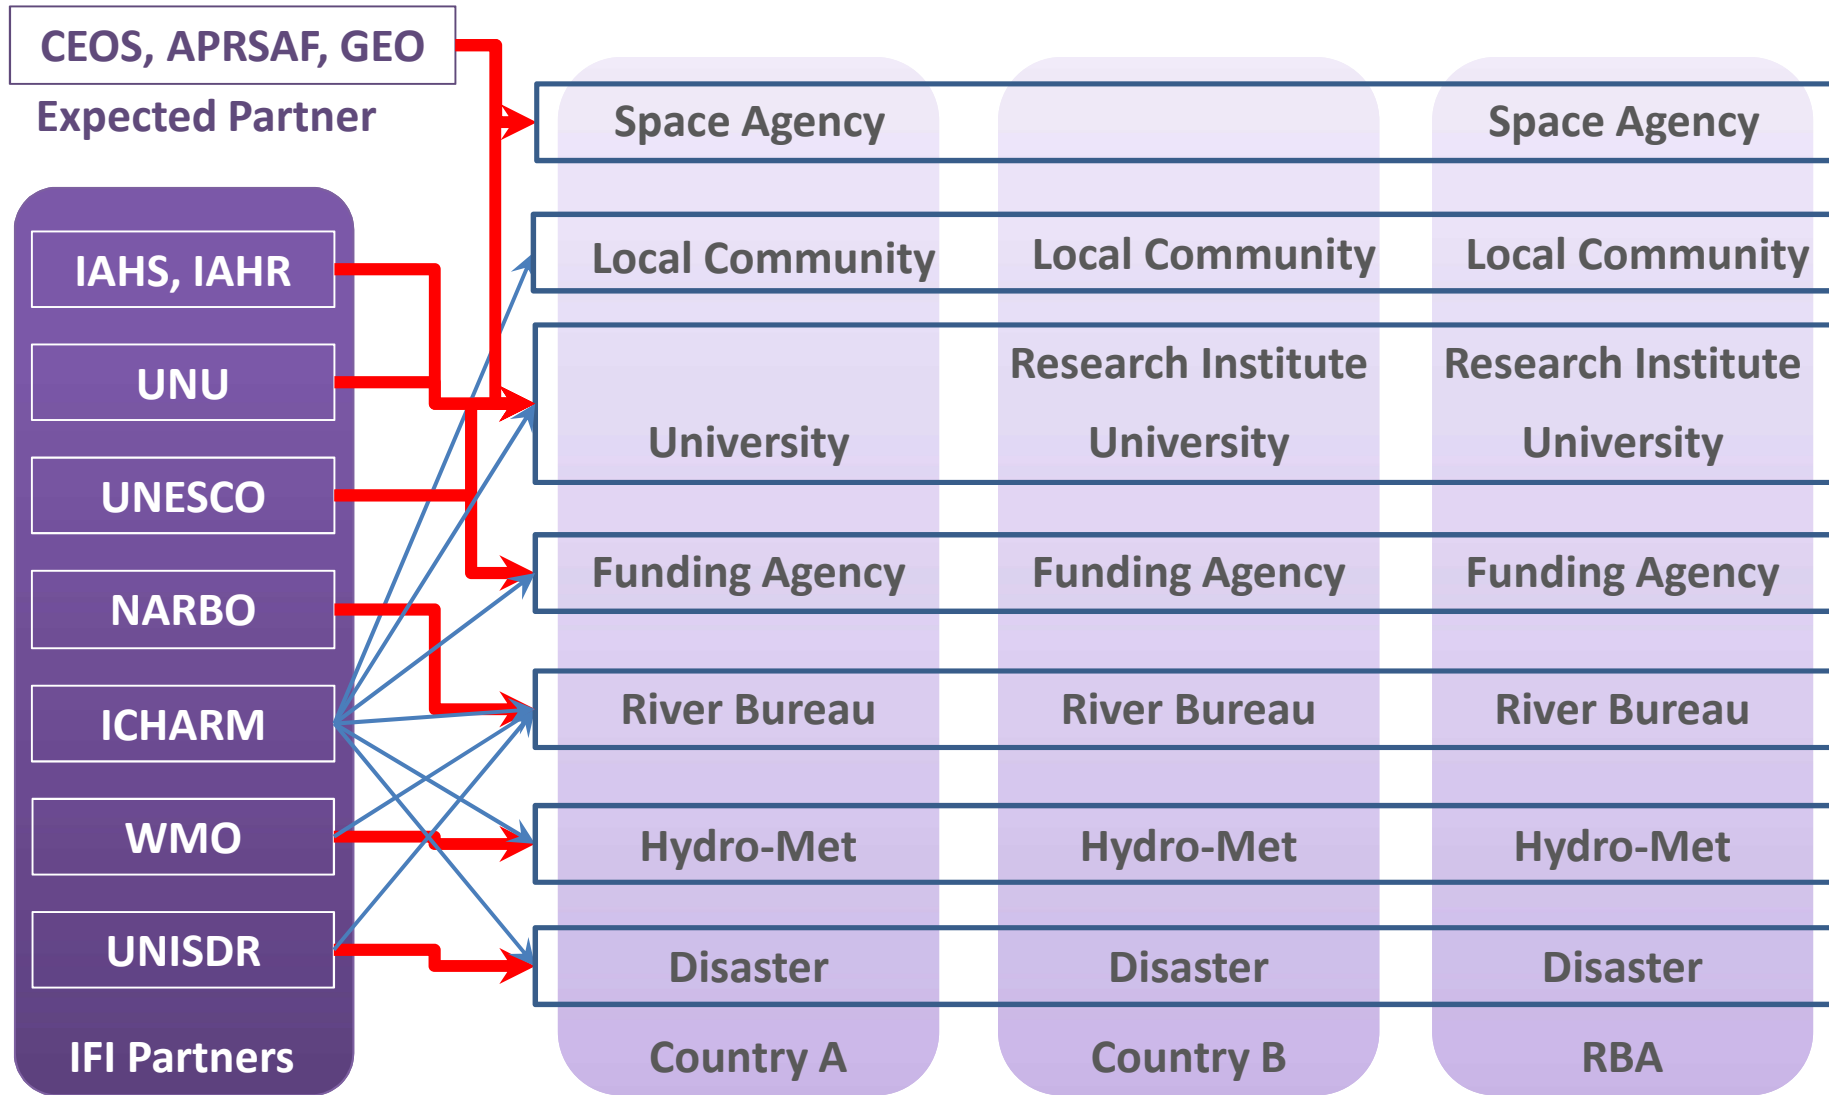 CEOS, APRSAF, GEO
Expected Partner
IAHS, IAHR
UNU
UNESCO
NARBO
ICHARM
WMO
UNISDR
IFI Partners
Space Agency
Space Agency
Local Community
Local Community
Local Community
Research Institute
Research Institute
University
University
University
Funding Agency
Funding Agency
Funding Agency
River Bureau
River Bureau
River Bureau
Hydro-Met
Hydro-Met
Hydro-Met
Disaster
Disaster
Disaster
Country A
Country B
RBA